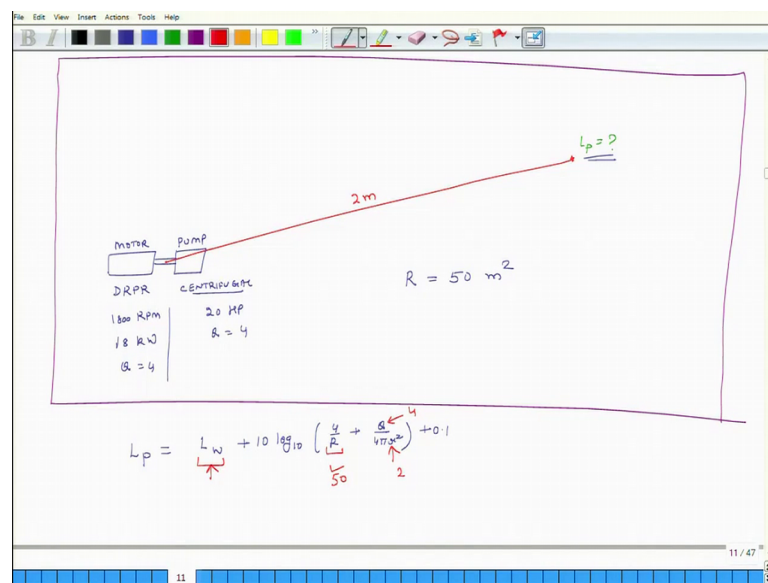 File Edit View Insert Actions Tools Help
B I
Lp = ?
2m
MOTOR PUMP
DRPR CENTRIFUGAL
1800 RPM 20 HP
18 KW Q = 4
Q = 4
R = 50 m²
Lp = Lw + 10 log10 ( 4/R + Q/4πr² ) + 0.1
4
50 2
11 / 47
11